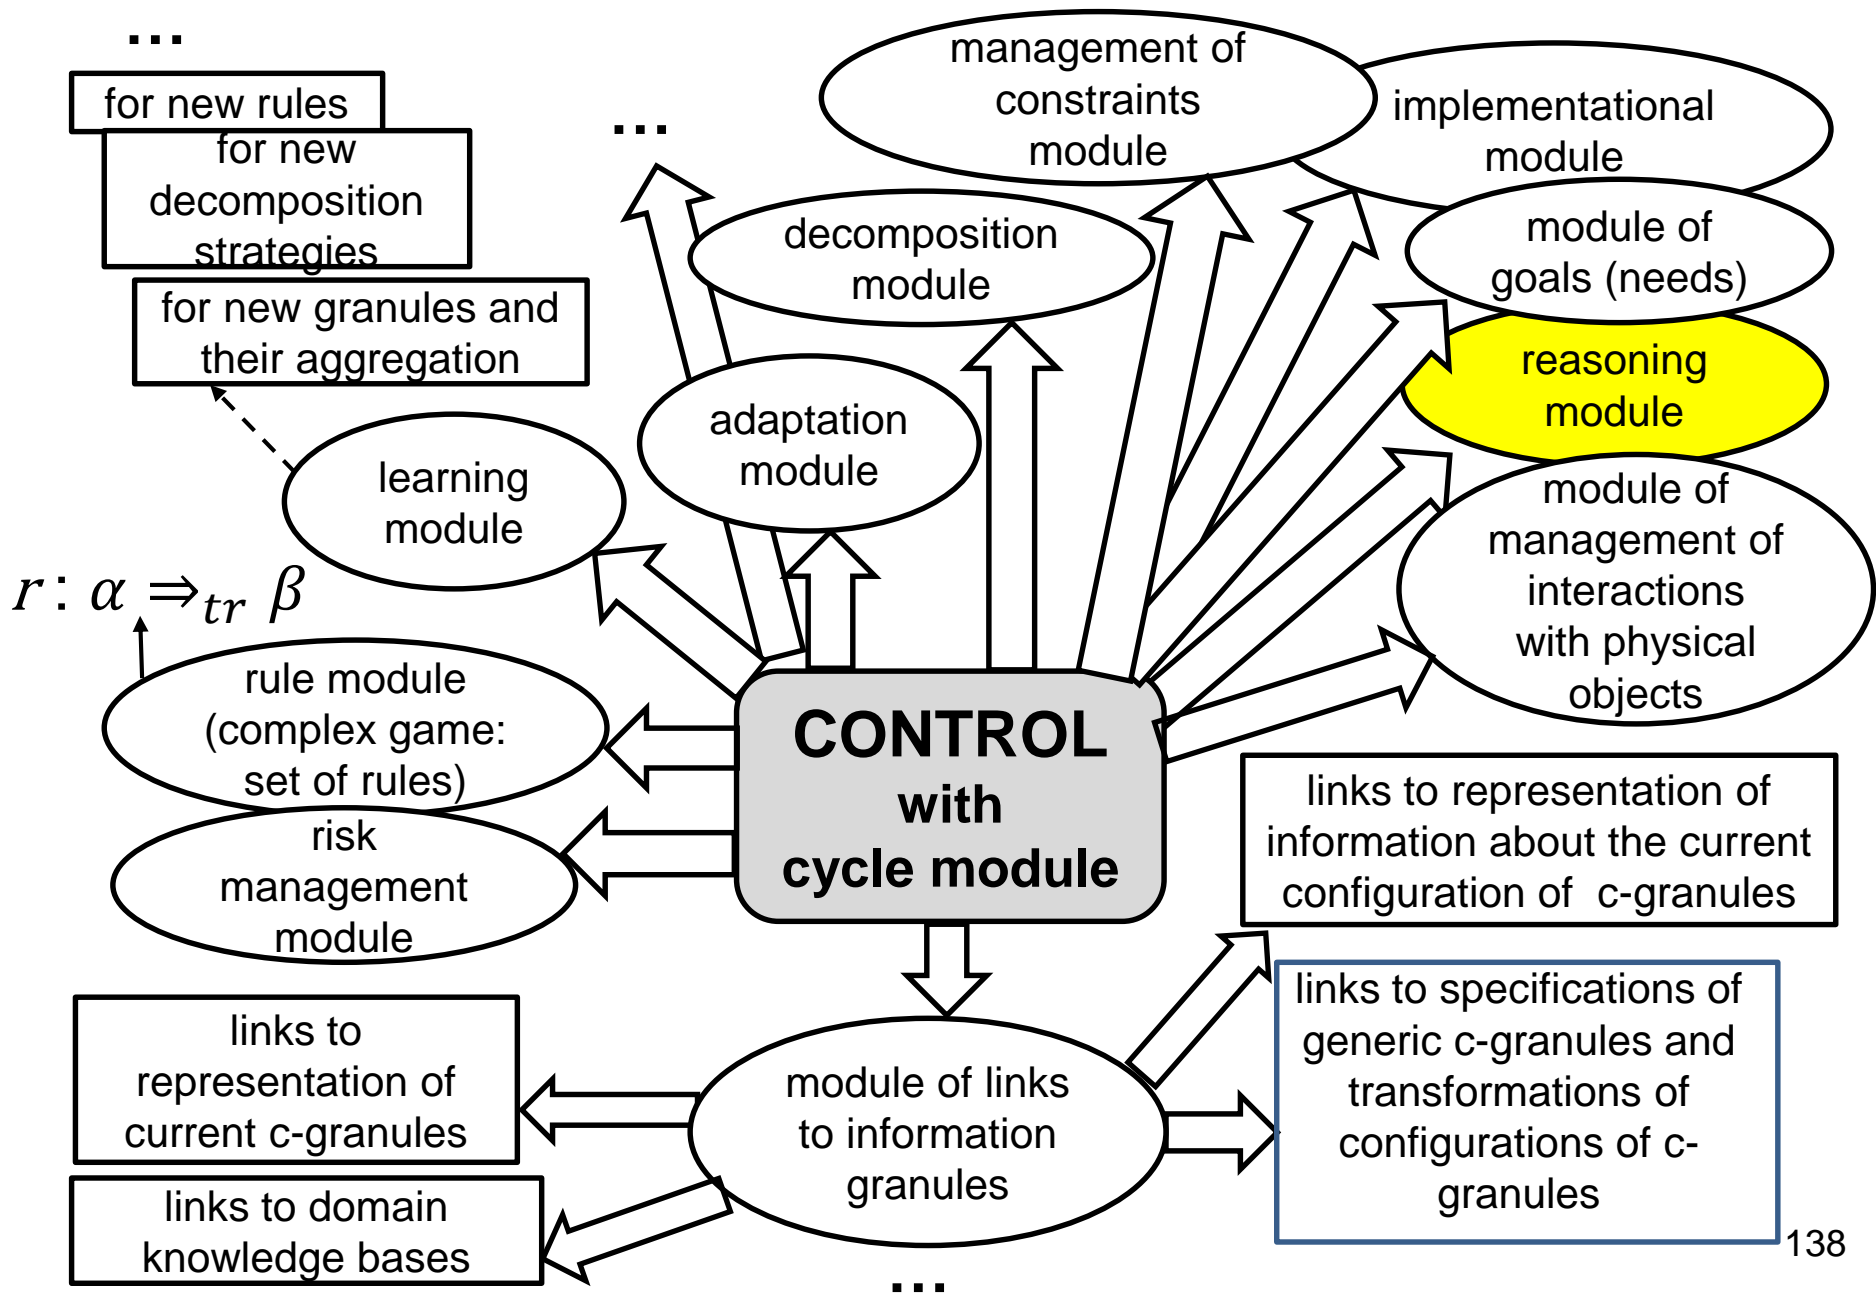 ...
for new rules
for new
decomposition
strategies
for new granules and
their aggregation
...
management of
constraints
module
implementational
module
decomposition
module
module of
goals (needs)
reasoning
module
adaptation
module
learning
module
module of
management of
interactions
with physical
objects
r: α ⇒tr β
rule module
(complex game:
set of rules)
risk
management
module
CONTROL
with
cycle module
links to representation of
information about the current
configuration of c-granules
links to
representation of
current c-granules
links to domain
knowledge bases
module of links
to information
granules
links to specifications of
generic c-granules and
transformations of
configurations of c-
granules
...
138